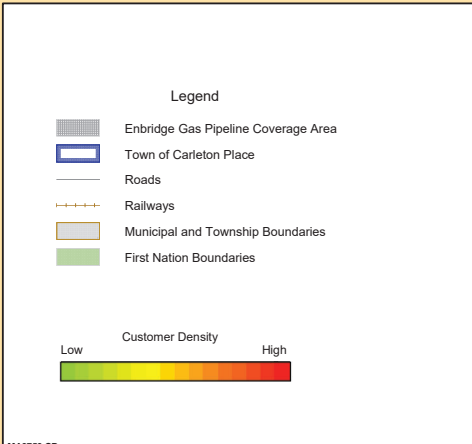 Legend
Enbridge Gas Pipeline Coverage Area
Town of Carleton Place
Roads
Railways
Municipal and Township Boundaries
First Nation Boundaries
Customer Density
Low High